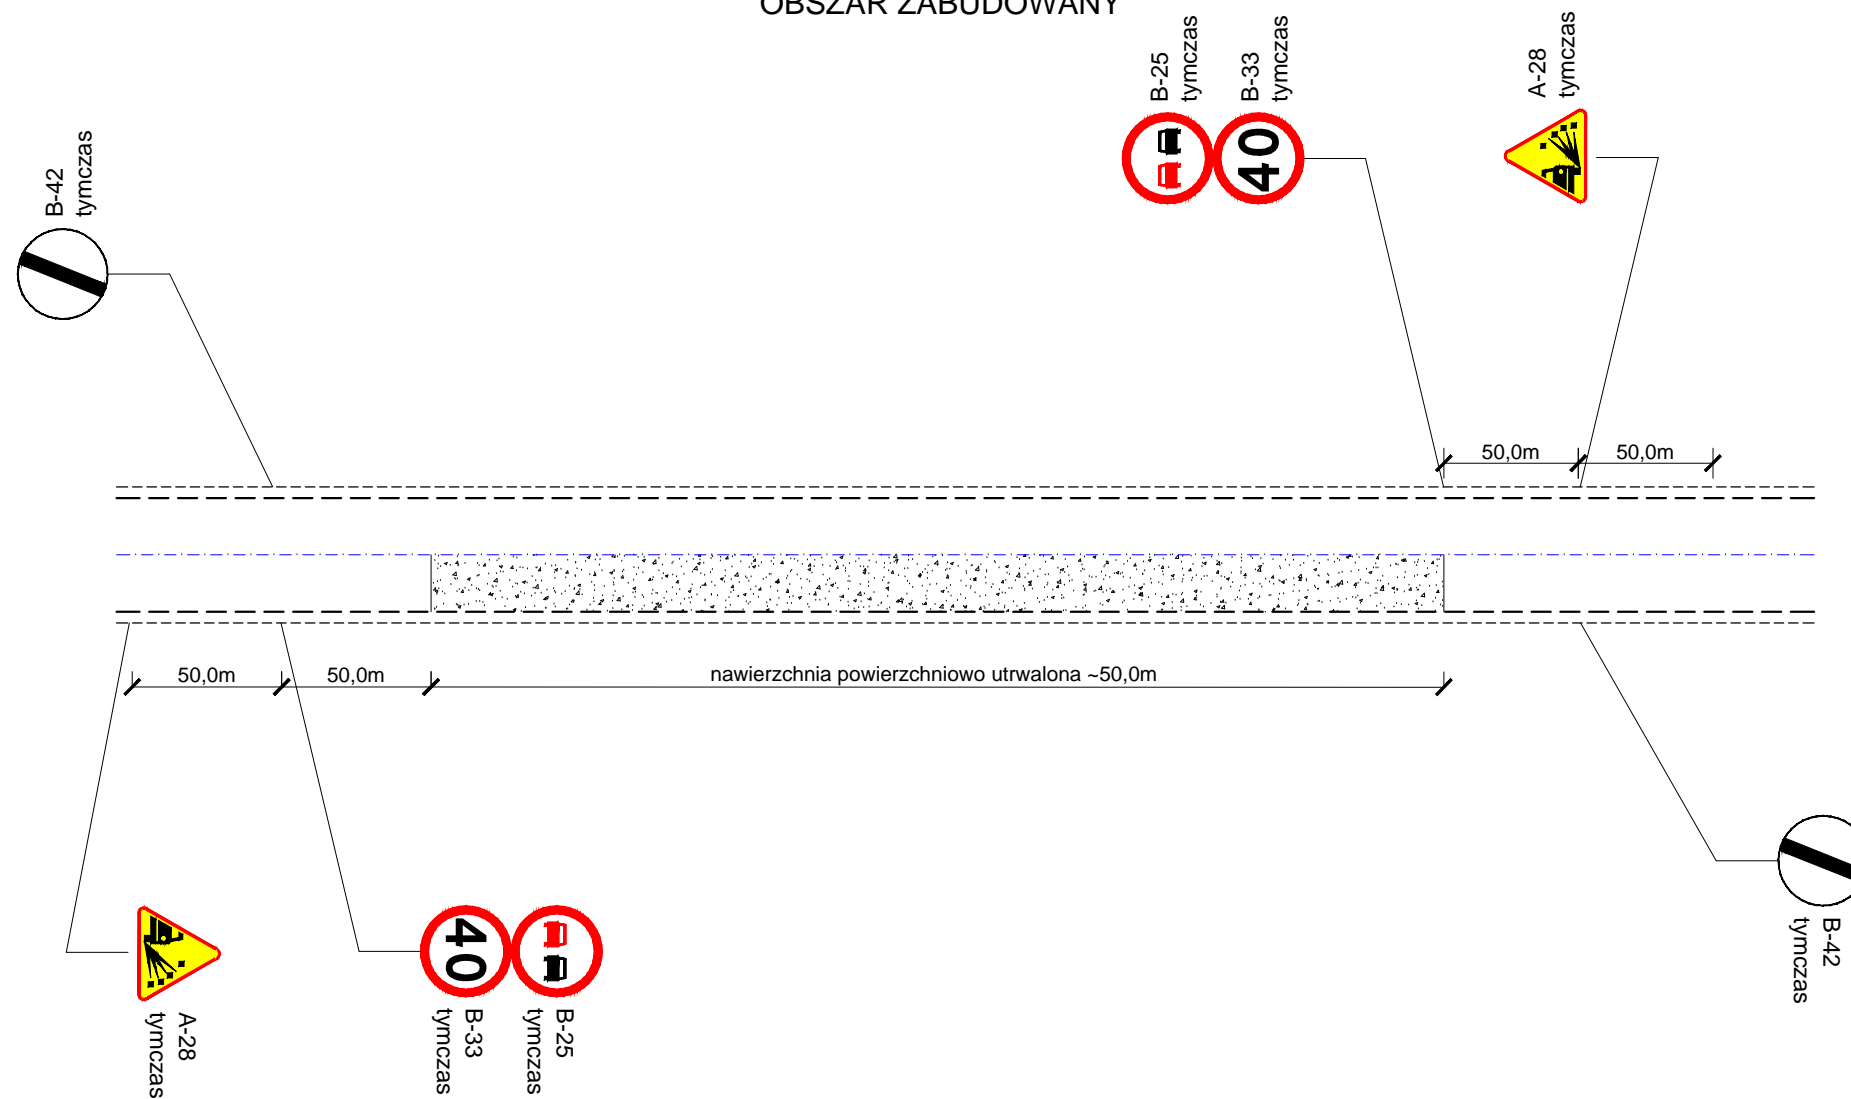 OBSZAR ZABUDOWANY
B-25
tymczas
B-33
tymczas
A-28
tymczas
40
B-42
tymczas
50,0m
50,0m
50,0m
50,0m
nawierzchnia powierzchniowo utrwalona ~50,0m
40
B-42
tymczas
A-28
tymczas
B-33
tymczas
B-25
tymczas